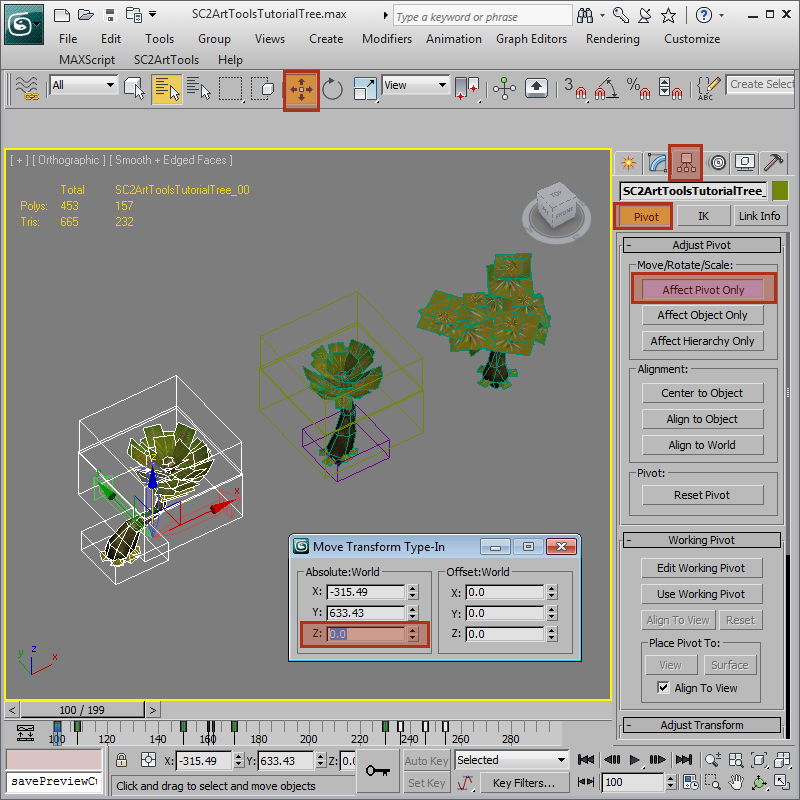 SC2ArtToolsTutorialTree.max
Type a keyword or phrase
File Edit Tools Group Views Create Modifiers Animation Graph Editors Rendering Customize
MAXScript SC2ArtTools Help
All
View
3
%
ABC
Create Select
[ + ] [ Orthographic ] [ Smooth + Edged Faces ]
Total SC2ArtToolsTutorialTree_00
Polys: 453 157
Tris: 665 232
TOP
FRONT
SC2ArtToolsTutorialTree_
Pivot IK Link Info
- Adjust Pivot
Move/Rotate/Scale:
Affect Pivot Only
Affect Object Only
Affect Hierarchy Only
Alignment:
Center to Object
Align to Object
Align to World
Pivot:
Reset Pivot
- Working Pivot
Edit Working Pivot
Use Working Pivot
Align To View Reset
Place Pivot To:
View Surface
Align To View
- Adjust Transform
y x
z
Move Transform Type-In
Absolute:World
X: -315.49
Y: 633.43
Z: 0.0
Offset:World
X: 0.0
Y: 0.0
Z: 0.0
z
y x
< 100 / 199 >
100 120 140 160 180 200 220 240 260 280
savePreviewCu
X: -315.49 Y: 633.43 Z: 0.0
Click and drag to select and move objects
Auto Key Selected
Set Key Key Filters...
100